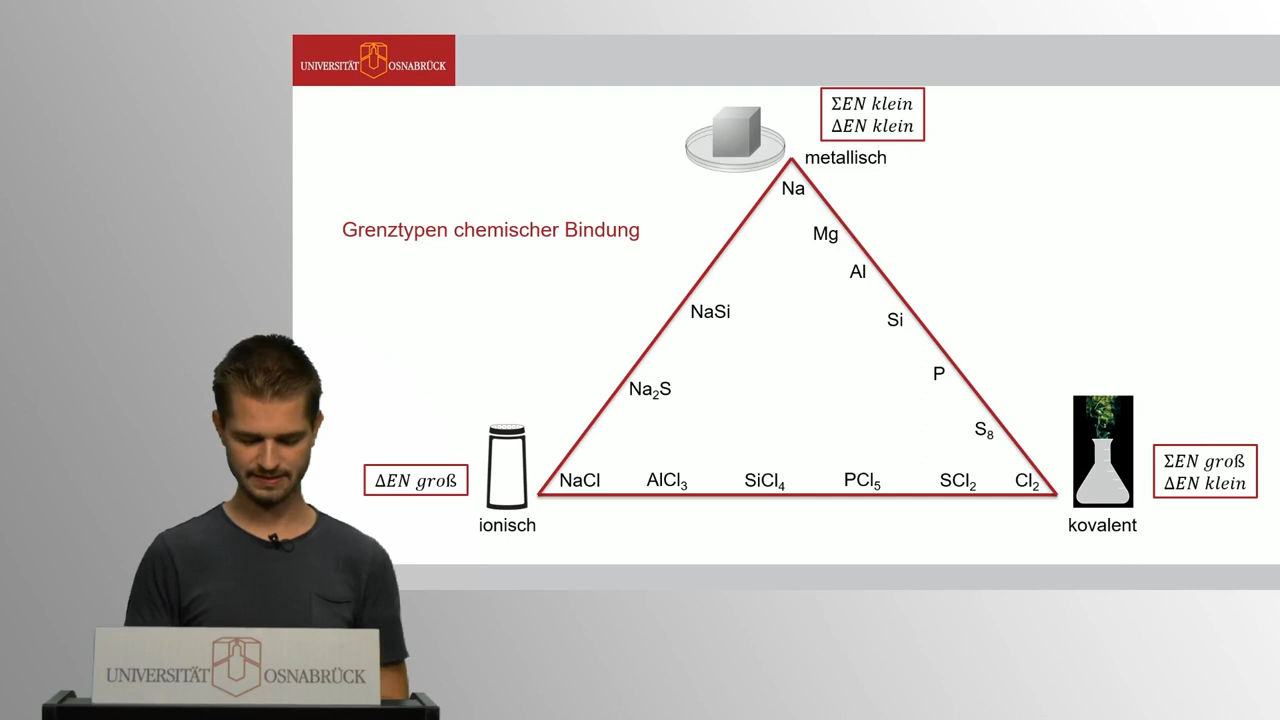 UNIVERSITÄT OSNABRÜCK
ΣEN klein
ΔEN klein
metallisch
Na
Grenztypen chemischer Bindung
Mg
Al
NaSi
Si
P
Na₂S
S₈
ΔEN groß
NaCl AlCl₃ SiCl₄ PCl₅ SCl₂ Cl₂
ΣEN groß
ΔEN klein
ionisch
kovalent
UNIVERSITÄT OSNABRÜCK